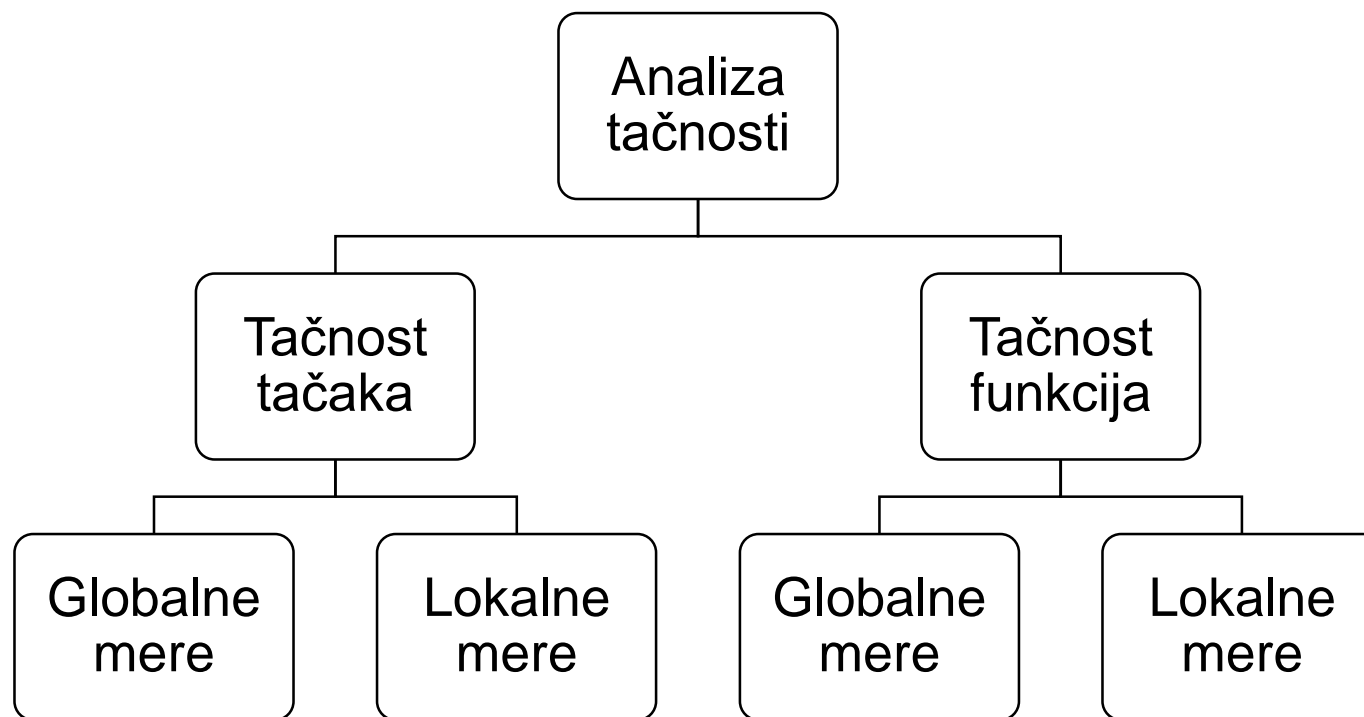 Analiza
tačnosti
Tačnost
tačaka
Tačnost
funkcija
Globalne
mere
Lokalne
mere
Globalne
mere
Lokalne
mere